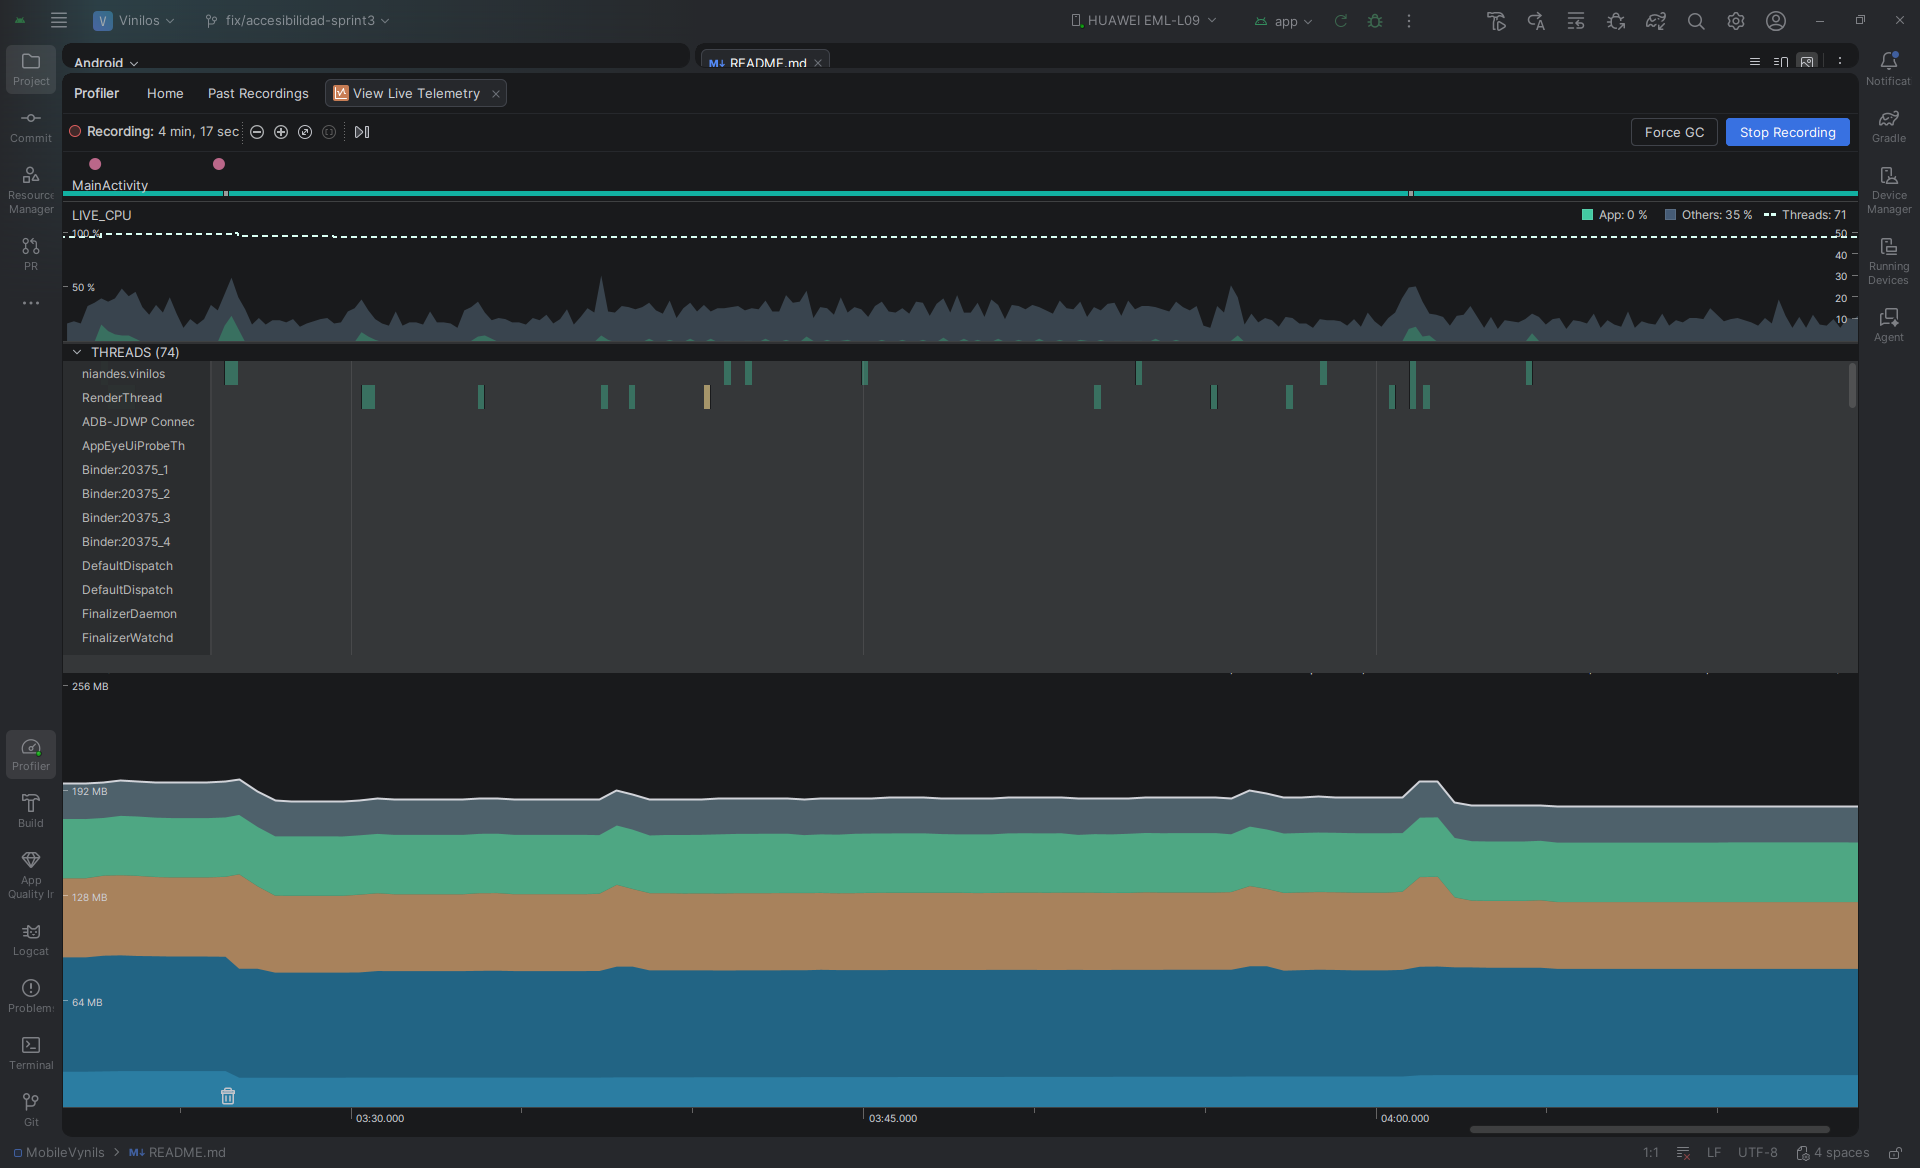 V Vinilos
fix/accesibilidad-sprint3
HUAWEI EML-L09
app
Project
Commit
Resource
Manager
PR
Android
README.md
Profiler
Home
Past Recordings
View Live Telemetry
Recording: 4 min, 17 sec
Force GC
Stop Recording
MainActivity
LIVE_CPU
App: 0 %
Others: 35 %
Threads: 71
100 %
50
40
50 %
30
20
10
THREADS (74)
niandes.vinilos
RenderThread
ADB-JDWP Connec
AppEyeUiProbeTh
Binder:20375_1
Binder:20375_2
Binder:20375_3
Binder:20375_4
DefaultDispatch
DefaultDispatch
FinalizerDaemon
FinalizerWatchd
256 MB
192 MB
128 MB
64 MB
03:30.000
03:45.000
04:00.000
Profiler
Build
App
Quality Ir
Logcat
Problem
Terminal
Git
Notificat
Gradle
Device
Manager
Running
Devices
Agent
MobileVynils > M↓ README.md
1:1
LF
UTF-8
4 spaces